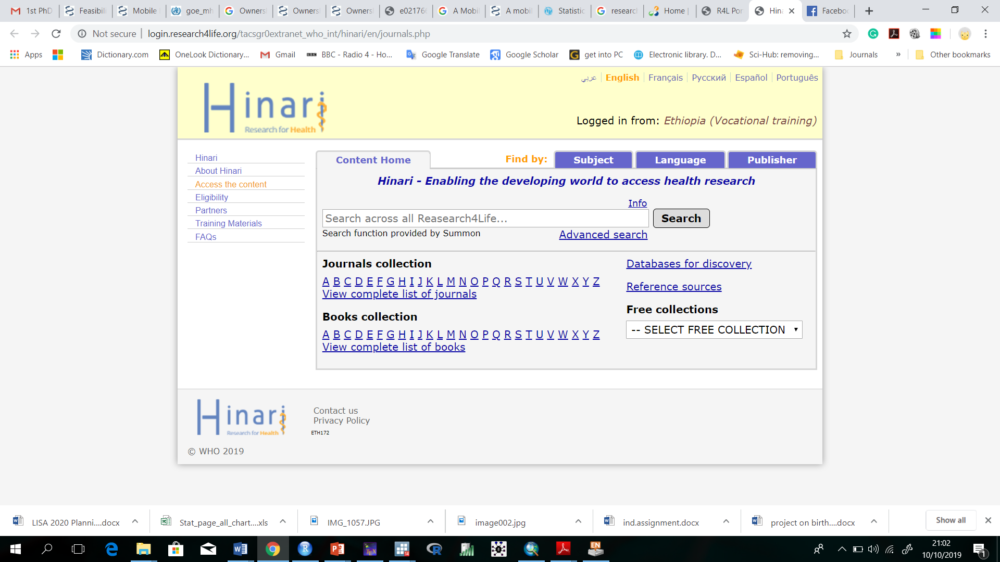 1st PhD
Feasibili
Mobile
goe_mh
Owners
Owners
Owners
e021766
A Mobil
A mobil
Statistic
research
Home |
R4L Por
Hin
Facebo
Not secure
login.research4life.org/tacsgr0extranet_who_int/hinari/en/journals.php
Apps
Dictionary.com
OneLook Dictionary...
Gmail
BBC - Radio 4 - Ho...
Google Translate
Google Scholar
get into PC
Electronic library. D...
Sci-Hub: removing...
Journals
»
Other bookmarks
عربي English Français Русский Español Português
Hinari
Research for Health
Logged in from: Ethiopia (Vocational training)
Hinari
About Hinari
Access the content
Eligibility
Partners
Training Materials
FAQs
Content Home
Find by:
Subject
Language
Publisher
Hinari - Enabling the developing world to access health research
Info
Search across all Reasearch4Life...
Search
Search function provided by Summon
Advanced search
Journals collection
A B C D E F G H I J K L M N O P Q R S T U V W X Y Z
View complete list of journals
Books collection
A B C D E F G H I J K L M N O P Q R S T U V W X Y Z
View complete list of books
Databases for discovery
Reference sources
Free collections
-- SELECT FREE COLLECTION
Hinari
Research for Health
Contact us
Privacy Policy
ETH172
© WHO 2019
LISA 2020 Planni....docx
Stat_page_all_chart....xls
IMG_1057.JPG
image002.jpg
ind.assignment.docx
project on birth....docx
Show all
21:02
10/10/2019
1